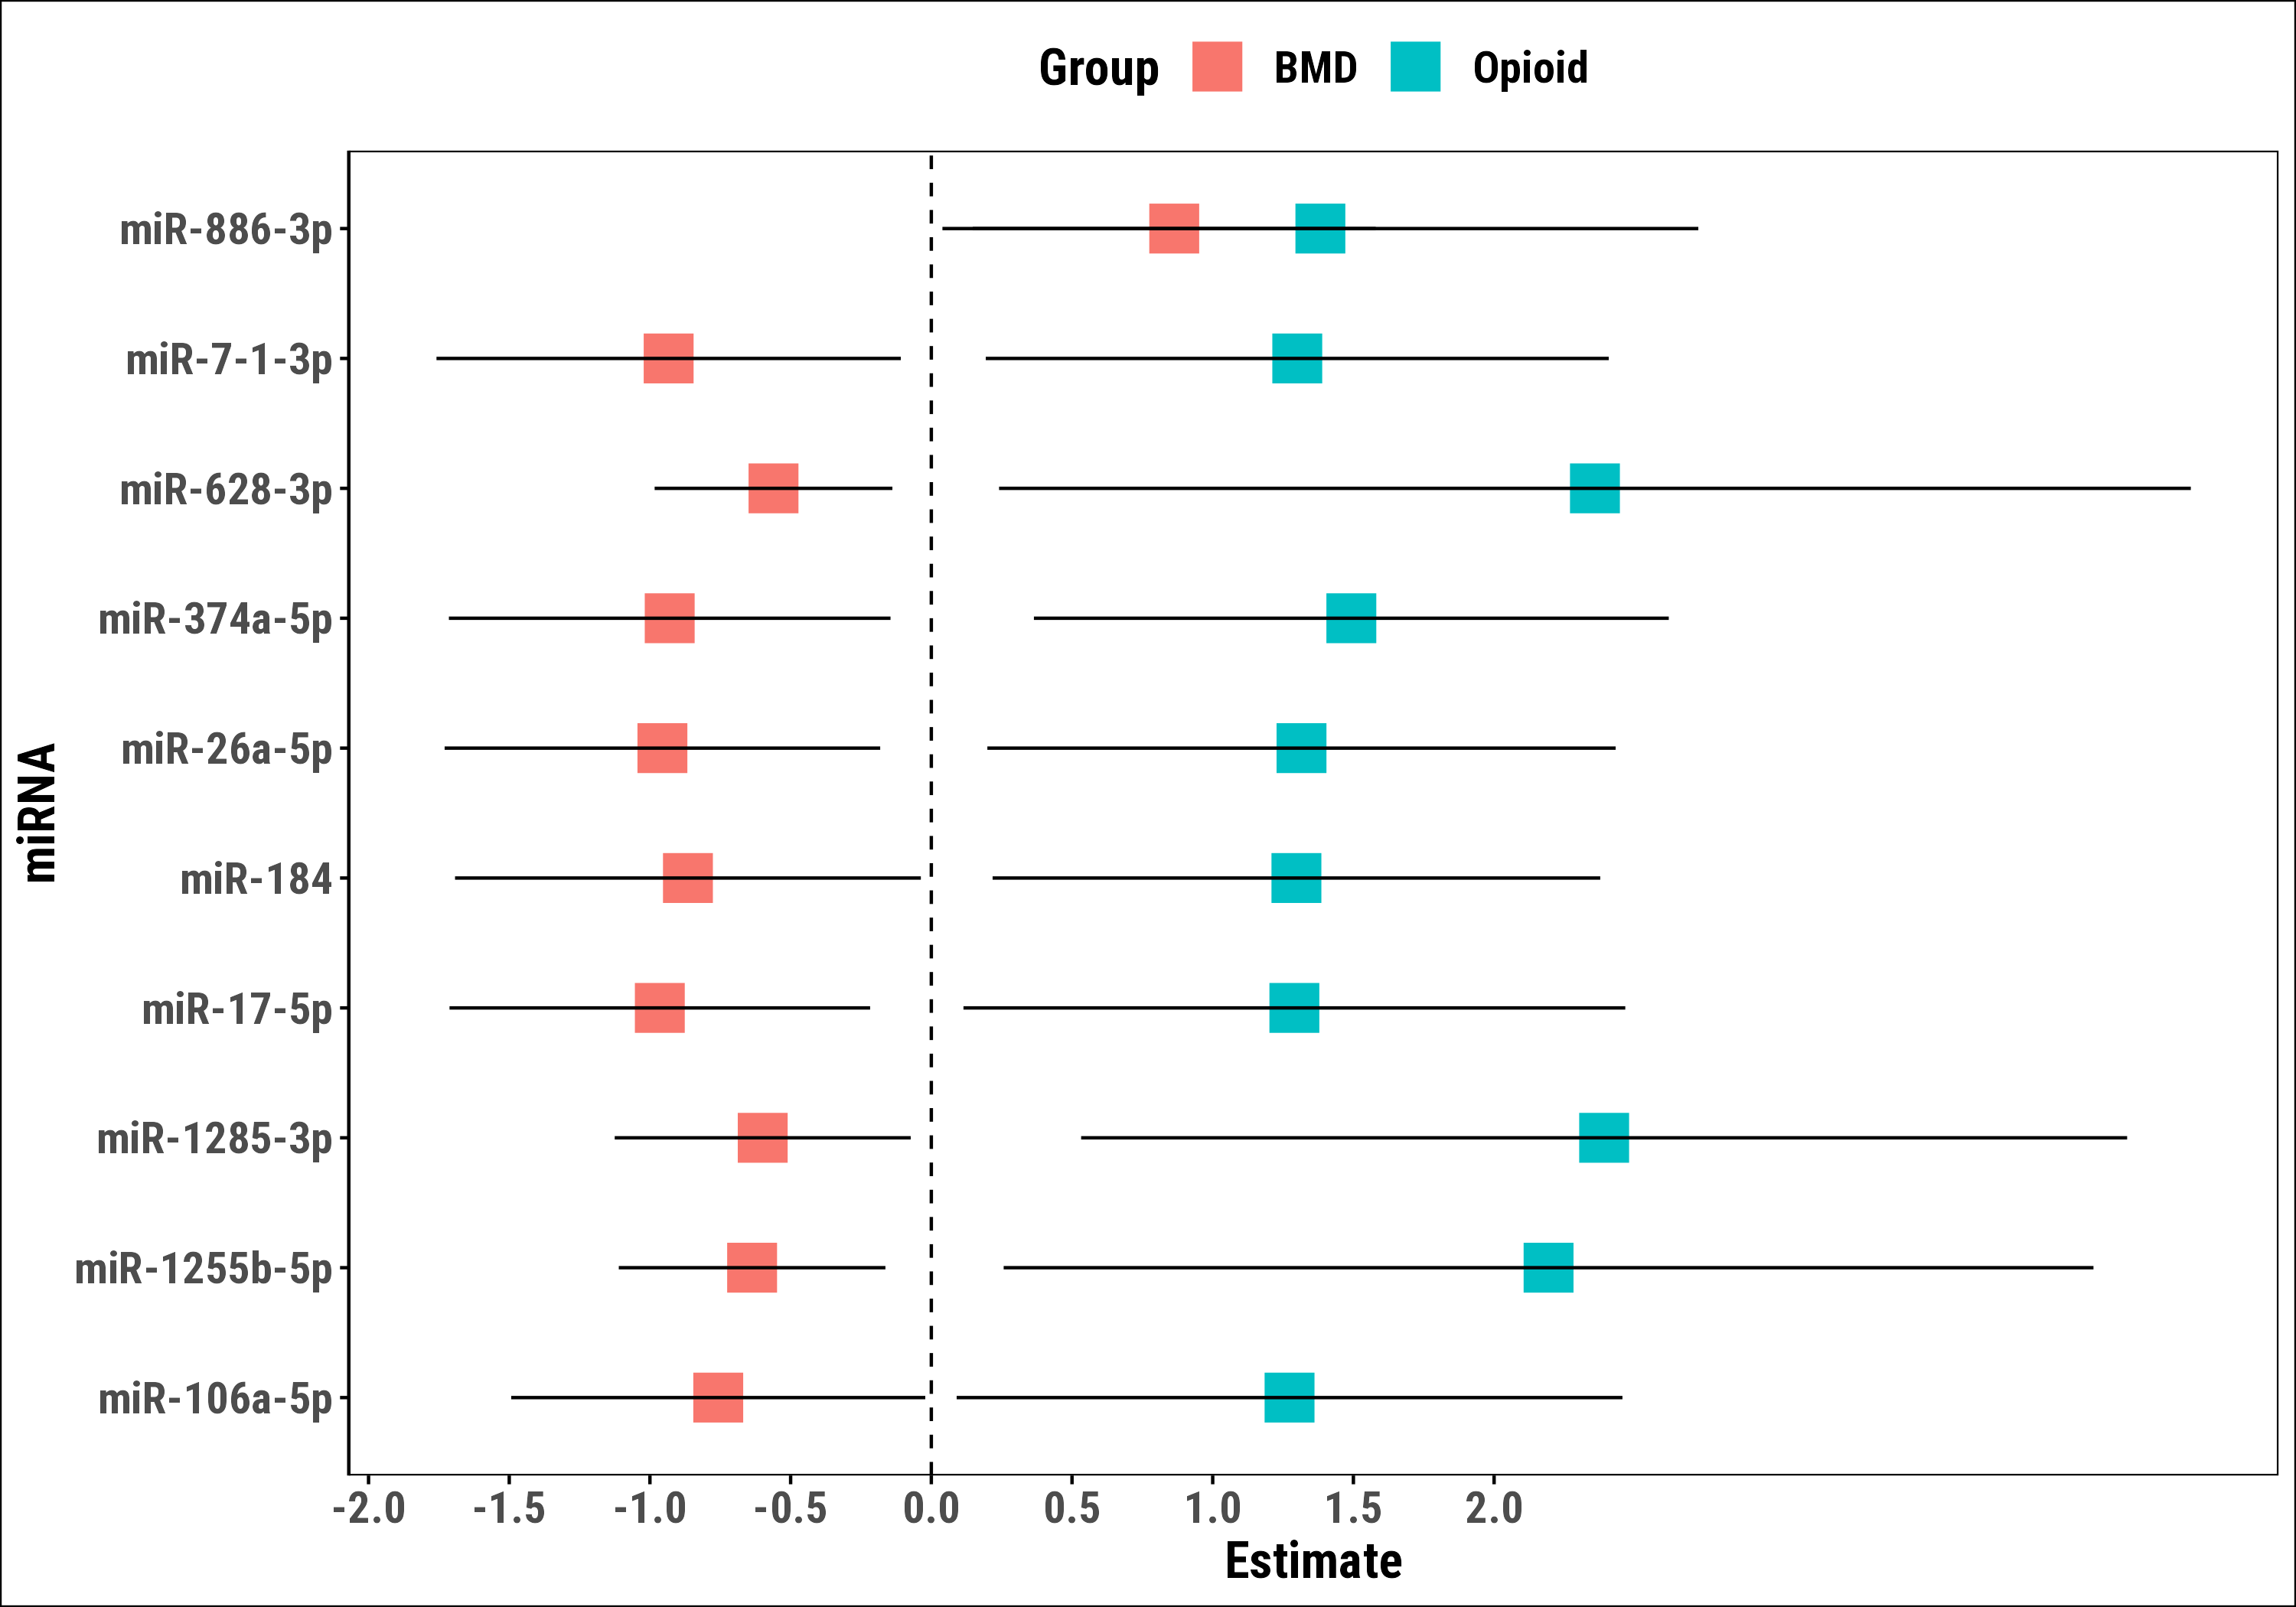 Group BMD Opioid
miR-886-3p
miR-7-1-3p
miR-628-3p
miR-374a-5p
miR-26a-5p
miR-184
miR-17-5p
miR-1285-3p
miR-1255b-5p
miR-106a-5p
miRNA
-2.0 -1.5 -1.0 -0.5 0.0 0.5 1.0 1.5 2.0
Estimate